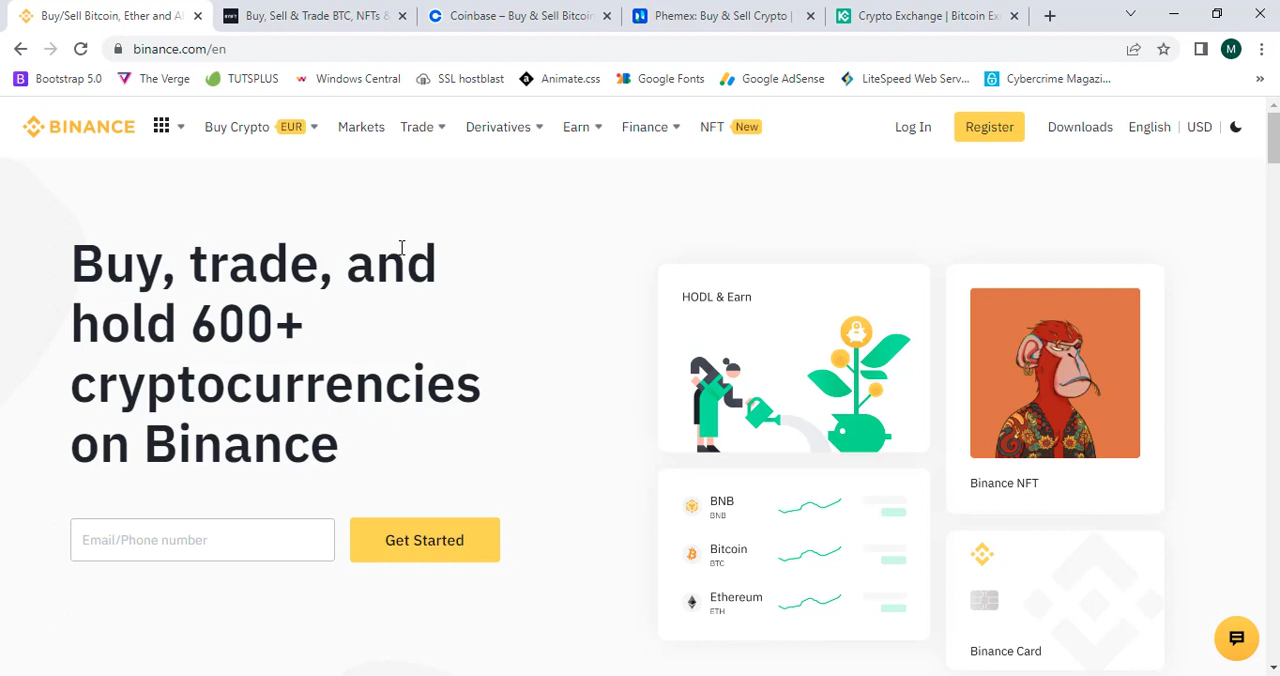 Buy/Sell Bitcoin, Ether and Al
Buy, Sell & Trade BTC, NFTs &
Coinbase – Buy & Sell Bitcoin
Phemex: Buy & Sell Crypto |
Crypto Exchange | Bitcoin Ex
binance.com/en
M
Bootstrap 5.0
The Verge
TUTSPLUS
Windows Central
SSL hostblast
Animate.css
Google Fonts
Google AdSense
LiteSpeed Web Serv...
Cybercrime Magazi...
»
BINANCE
Buy Crypto EUR
Markets
Trade
Derivatives
Earn
Finance
NFT New
Log In
Register
Downloads
English
USD
Buy, trade, and
hold 600+
cryptocurrencies
on Binance
Email/Phone number
Get Started
HODL & Earn
BNB
BNB
Bitcoin
BTC
Ethereum
ETH
Binance NFT
Binance Card